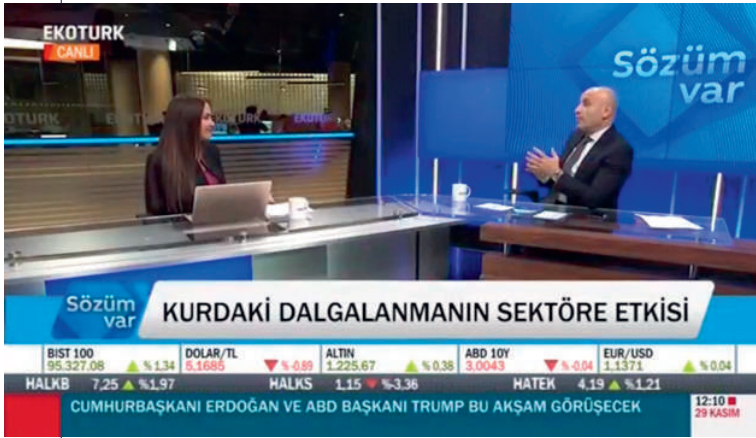 EKOTURK
CANLI
Sözüm
var
OTURK
EKOTURK
EKOTU
Sözüm
var
KURDAKİ DALGALANMANIN SEKTÖRE ETKİSİ
BIST 100 DOLAR/TL ALTIN ABD 10Y EUR/USD
95.327,08 ▲ %1,34 5,1685 ▼ %-0,89 1.225,67 ▲ %0,38 3,0043 ▼ %-0,04 1,1371 ▲ %0,04
HALKB 7,25 ▲ %1,97 HALKS 1,15 ▼ %-3,36 HATEK 4,19 ▲ %1,21
CUMHURBAŞKANI ERDOĞAN VE ABD BAŞKANI TRUMP BU AKŞAM GÖRÜŞECEK
12:10
29 KASIM